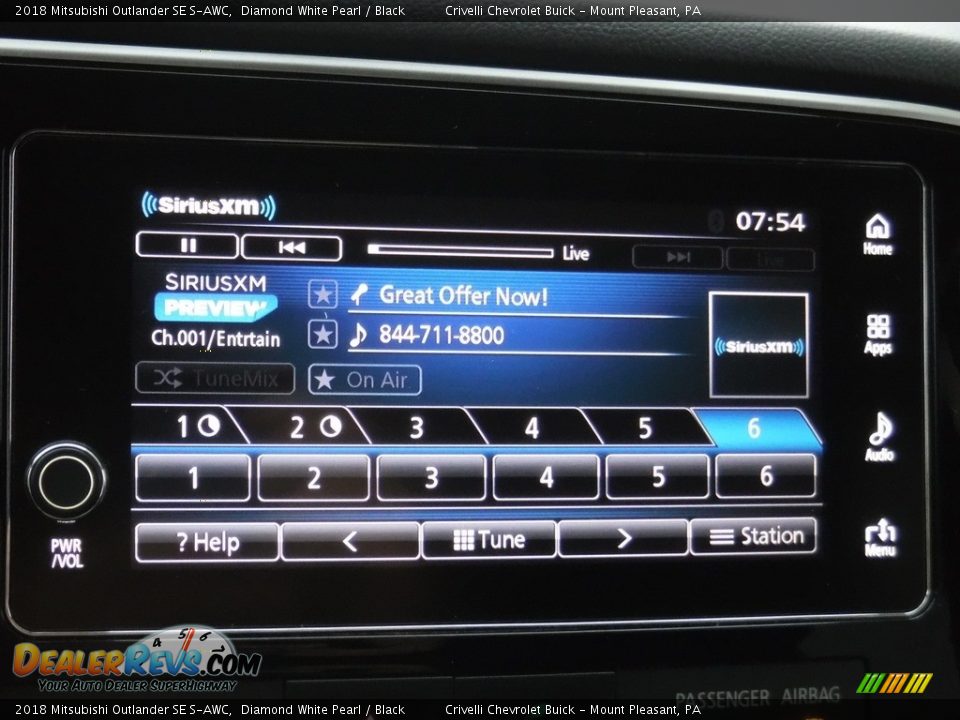 2018 Mitsubishi Outlander SE S-AWC,  Diamond White Pearl / Black        Crivelli Chevrolet Buick - Mount Pleasant, PA
((SiriusXM))
07:54
Live
Live
SIRIUSXM
PREVIEW
Ch.001/Entrtain
Great Offer Now!
844-711-8800
((SiriusXM))
TuneMix
On Air
1 2 3 4 5 6
1 2 3 4 5 6
? Help < Tune > Station
Home
Apps
Audio
Menu
PWR
/VOL
4 5 6
DEALERREVS.COM
YOUR AUTO DEALER SUPERHIGHWAY
PASSENGER AIRBAG
2018 Mitsubishi Outlander SE S-AWC,  Diamond White Pearl / Black        Crivelli Chevrolet Buick - Mount Pleasant, PA